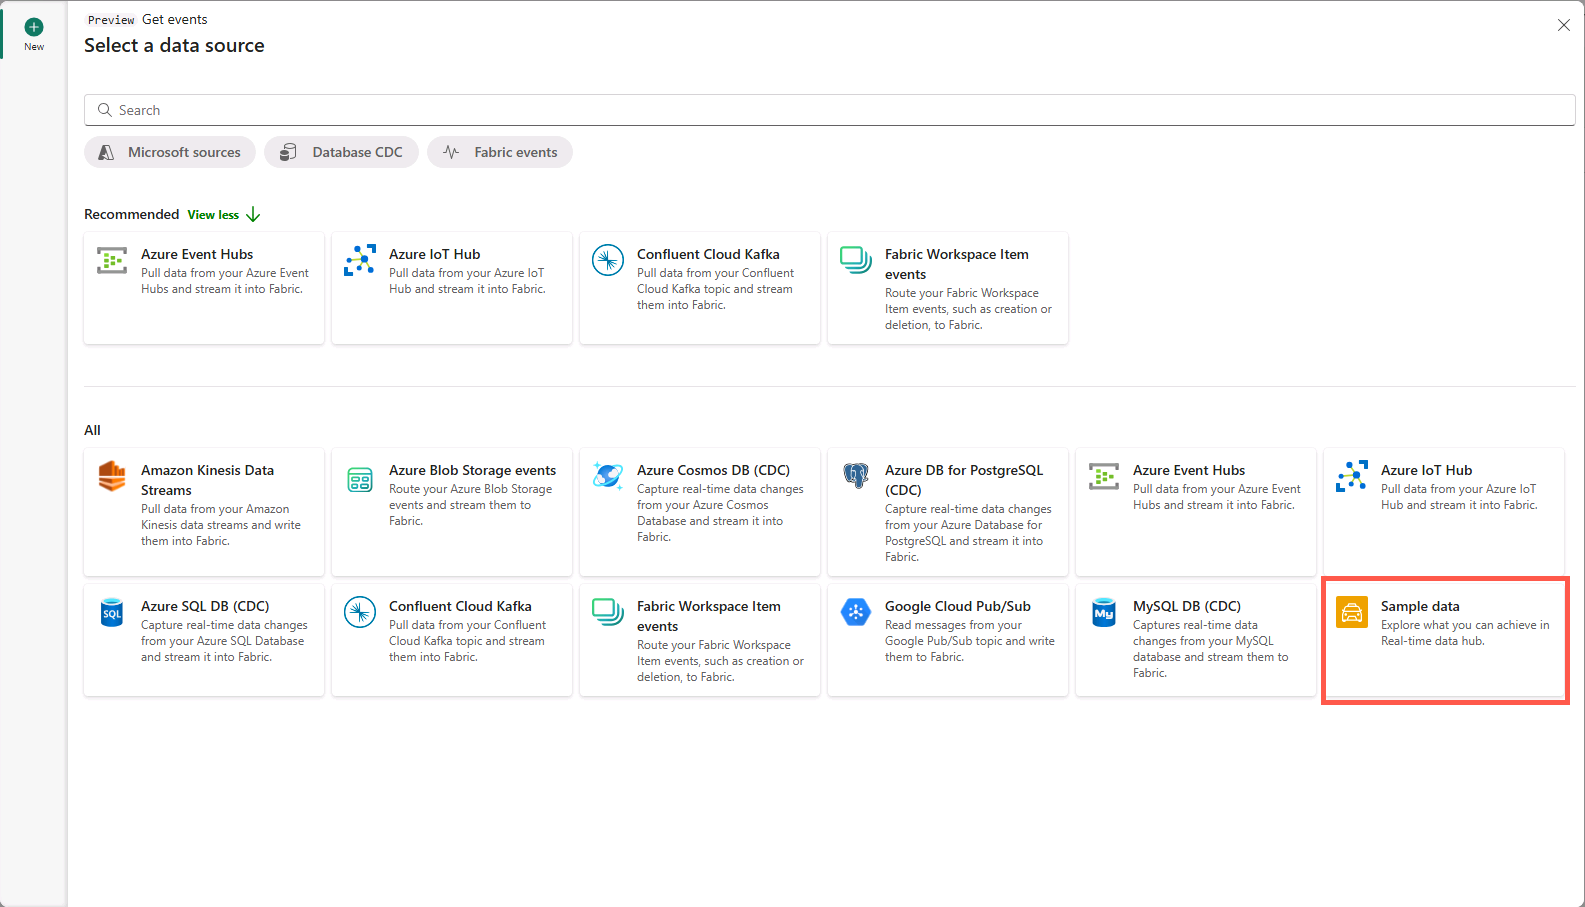 Preview Get events
New
Select a data source
Search
Microsoft sources
Database CDC
Fabric events
Recommended View less
Azure Event Hubs
Pull data from your Azure Event
Hubs and stream it into Fabric.
Azure IoT Hub
Pull data from your Azure IoT
Hub and stream it into Fabric.
Confluent Cloud Kafka
Pull data from your Confluent
Cloud Kafka topic and stream
them into Fabric.
Fabric Workspace Item
events
Route your Fabric Workspace
Item events, such as creation or
deletion, to Fabric.
All
Amazon Kinesis Data
Streams
Pull data from your Amazon
Kinesis data streams and write
them into Fabric.
Azure Blob Storage events
Route your Azure Blob Storage
events and stream them to
Fabric.
Azure Cosmos DB (CDC)
Capture real-time data changes
from your Azure Cosmos
Database and stream it into
Fabric.
Azure DB for PostgreSQL
(CDC)
Capture real-time data changes
from your Azure Database for
PostgreSQL and stream it into
Fabric.
Azure Event Hubs
Pull data from your Azure Event
Hubs and stream it into Fabric.
Azure IoT Hub
Pull data from your Azure IoT
Hub and stream it into Fabric.
SQL
Azure SQL DB (CDC)
Capture real-time data changes
from your Azure SQL Database
and stream it into Fabric.
Confluent Cloud Kafka
Pull data from your Confluent
Cloud Kafka topic and stream
them into Fabric.
Fabric Workspace Item
events
Route your Fabric Workspace
Item events, such as creation or
deletion, to Fabric.
Google Cloud Pub/Sub
Read messages from your
Google Pub/Sub topic and write
them to Fabric.
My
MySQL DB (CDC)
Captures real-time data
changes from your MySQL
database and stream them to
Fabric.
Sample data
Explore what you can achieve in
Real-time data hub.